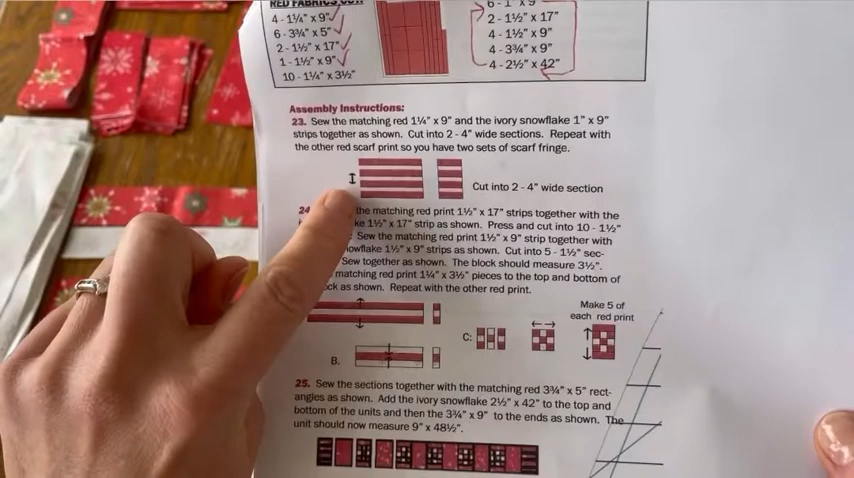 RED FABRICS CUT:
4 - 1¼" x 9"
6 - 3¾" x 5"
2 - 1½" x 17"
1 - 1½" x 9"
10 - 1¼" x 3½"
6 - 1" x 9"
2 - 1½" x 17"
4 - 1½" x 9"
4 - 3¾" x 9"
4 - 2½" x 42"
Assembly Instructions:
23. Sew the matching red 1¼" x 9" and the ivory snowflake 1" x 9"
strips together as shown. Cut into 2 - 4" wide sections. Repeat with
the other red scarf print so you have two sets of scarf fringe.
Cut into 2 - 4" wide section
24 the matching red print 1½" x 17" strips together with the
ke 1½" x 17" strip as shown. Press and cut into 10 - 1½"
Sew the matching red print 1½" x 9" strip together with
owflake 1½" x 9" strips as shown. Cut into 5 - 1½" sec-
Sew together as shown. The block should measure 3½".
matching red print 1¼" x 3½" pieces to the top and bottom of
ck as shown. Repeat with the other red print.
Make 5 of
each red print
C:
B.
25. Sew the sections together with the matching red 3¾" x 5" rect-
angles as shown. Add the ivory snowflake 2½" x 42" to the top and
bottom of the units and then the 3¾" x 9" to the ends as shown. The
unit should now measure 9" x 48½".